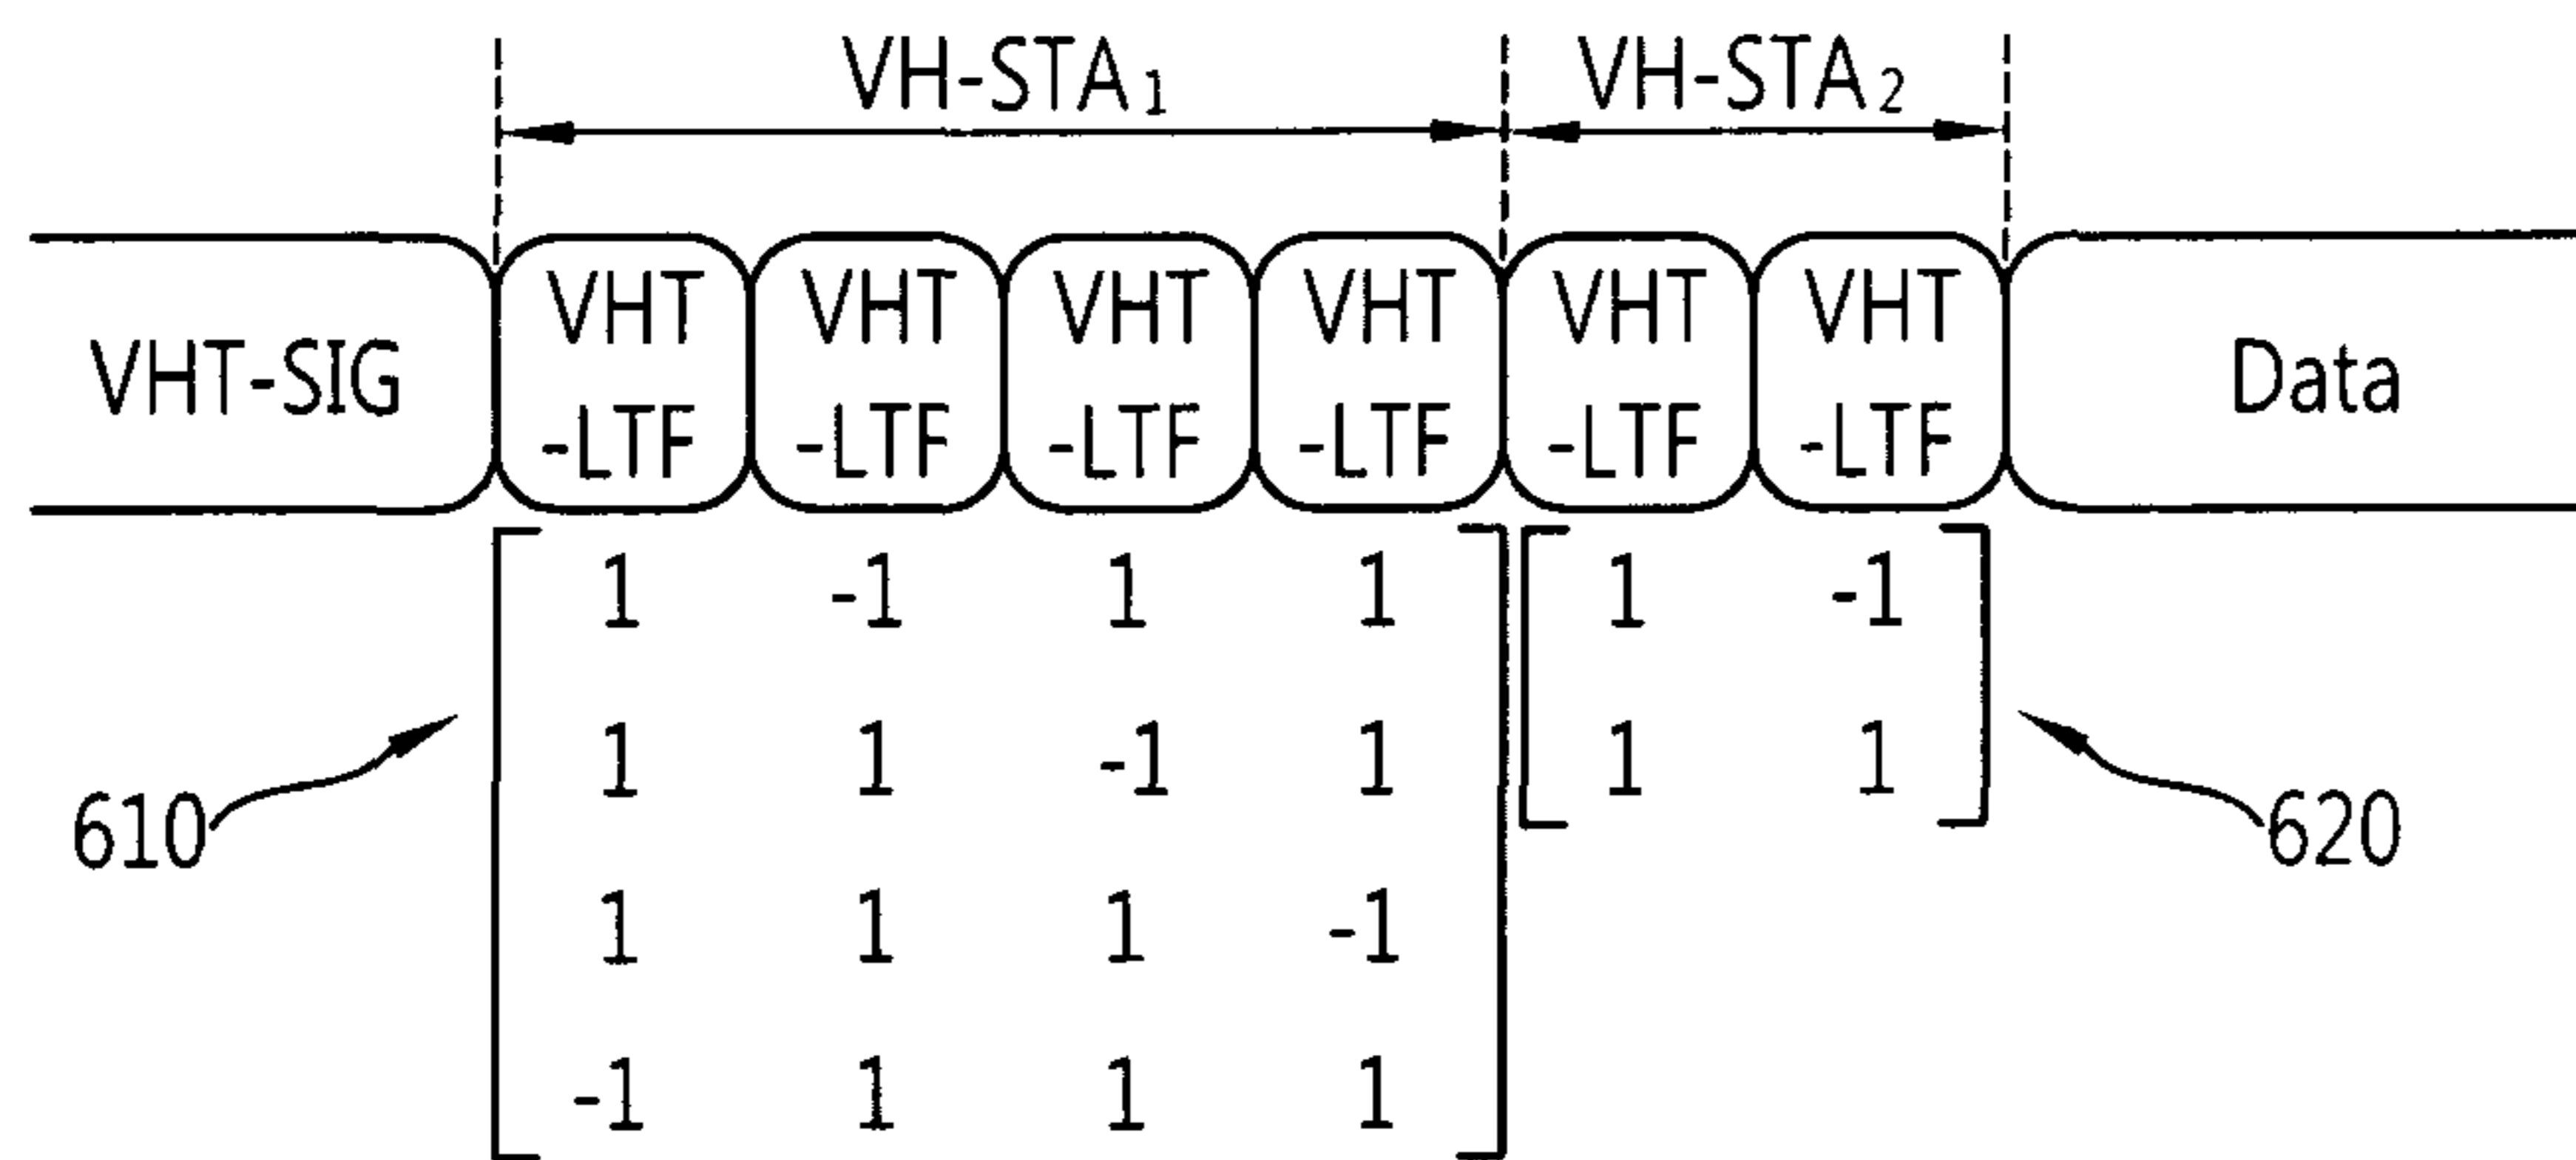 VH-STA1 VH-STA2
VHT-SIG VHT -LTF VHT -LTF VHT -LTF VHT -LTF VHT -LTF VHT -LTF Data
1 -1 1 1 1 -1
1 1 -1 1 1 1
610 620
1 1 1 -1
-1 1 1 1